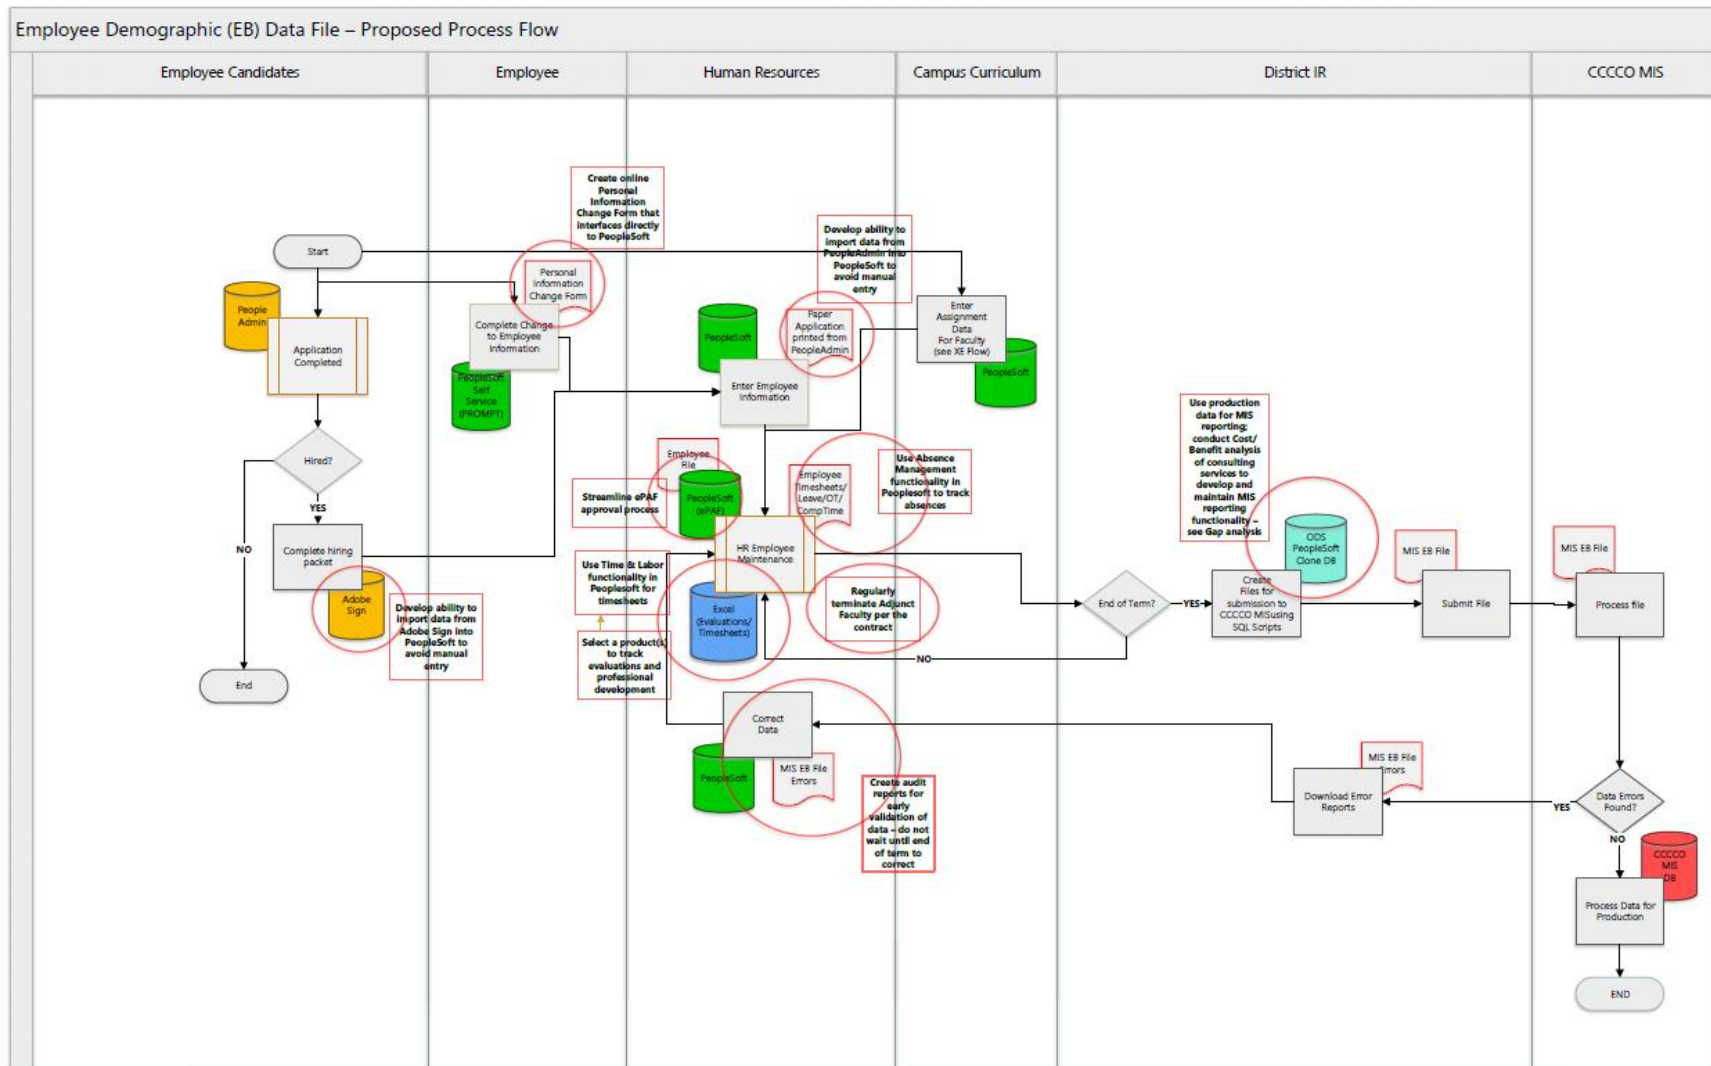 Employee Demographic (EB) Data File – Proposed Process Flow
Employee Candidates
Employee
Human Resources
Campus Curriculum
District IR
CCCCO MIS
Create online
Personal
Information
Change Form that
interfaces directly
to PeopleSoft
Develop ability to
import data from
PeopleAdmin into
PeopleSoft to
avoid manual
entry
Start
Personal
Information
Change Form
People
Admin
Application
Completed
Complete Change
to Employee
Information
PeopleSoft
Self
Service
(PROMPT)
PeopleSoft
Paper
Application
printed from
PeopleAdmin
Enter
Assignment
Data
For Faculty
(see XE Flow)
PeopleSoft
Enter Employee
Information
Use production
data for MIS
reporting;
conduct Cost/
Benefit analysis
of consulting
services to
develop and
maintain MIS
reporting
functionality –
see Gap analysis
Hired?
YES
NO
Employee
File
PeopleSoft
(ePAF)
Streamline ePAF
approval process
Employee
Timesheets/
Leave/OT/
CompTime
Use Absence
Management
functionality in
Peoplesoft to track
absences
Complete hiring
packet
Adobe
Sign
Develop ability to
import data from
Adobe Sign into
PeopleSoft to
avoid manual
entry
End
Use Time & Labor
functionality in
Peoplesoft for
timesheets
HR Employee
Maintenance
Excel
(Evaluations/
Timesheets)
Regularly
terminate Adjunct
Faculty per the
contract
Select a product(s)
to track
evaluations and
professional
development
End of Term?
YES
NO
ODS
PeopleSoft
Clone DB
Create
Files for
submission to
CCCCO MISusing
SQL Scripts
MIS EB File
Submit File
MIS EB File
Process file
Correct
Data
PeopleSoft
MIS EB File
Errors
Create audit
reports for
early
validation of
data – do not
wait until end
of term to
correct
MIS EB File
Errors
Download Error
Reports
YES
Data Errors
Found?
NO
CCCCO
MIS
DB
Process Data for
Production
END